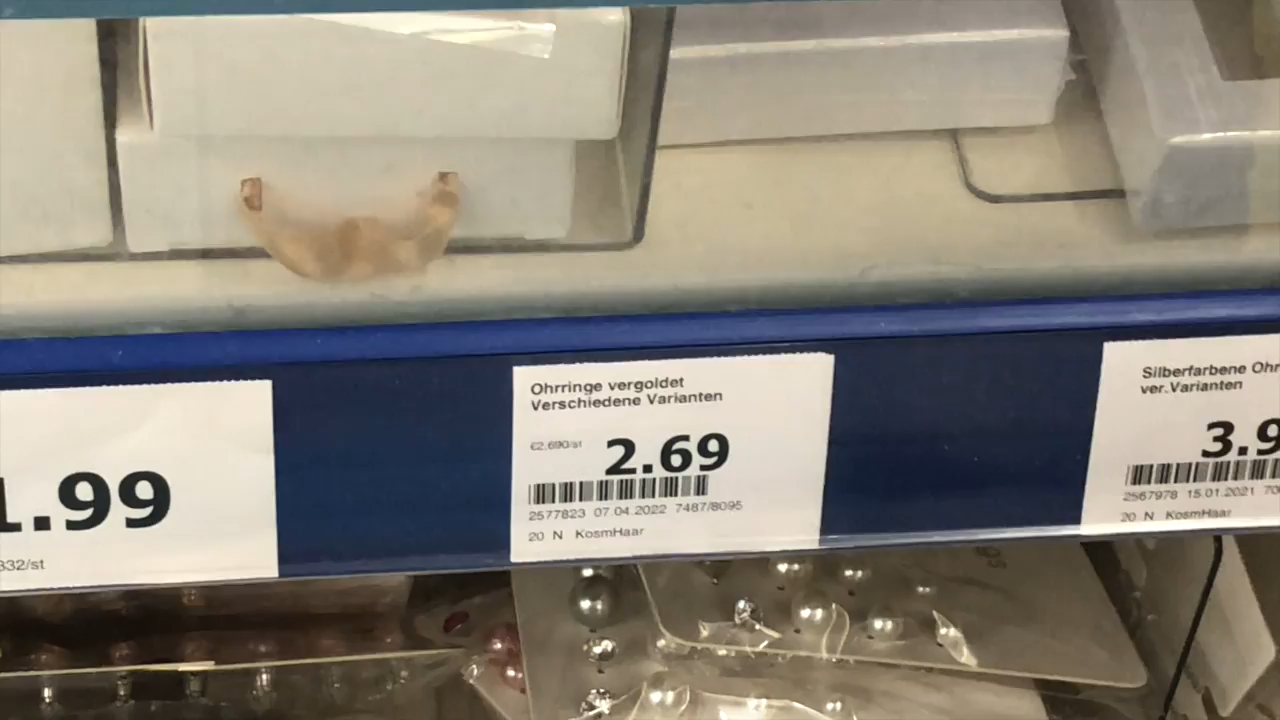 1.99
332/st
Ohrringe vergoldet
Verschiedene Varianten
€2.690/st
2.69
2577823 07.04.2022 7487/8095
20 N KosmHaar
Silberfarbene Ohr
ver.Varianten
3.9
2567978 15.01.2021 70
20 N KosmHaar